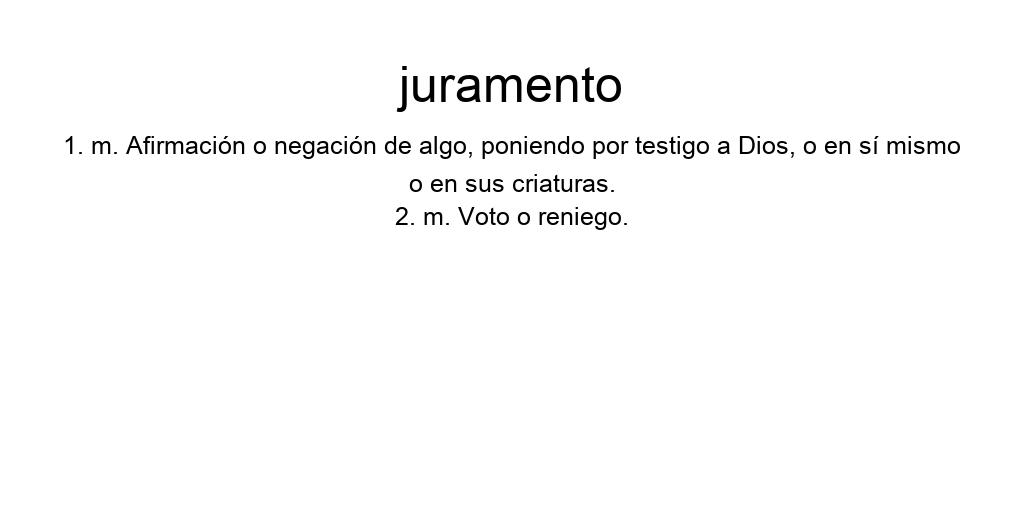 juramento
1. m. Afirmación o negación de algo, poniendo por testigo a Dios, o en sí mismo
o en sus criaturas.
2. m. Voto o reniego.